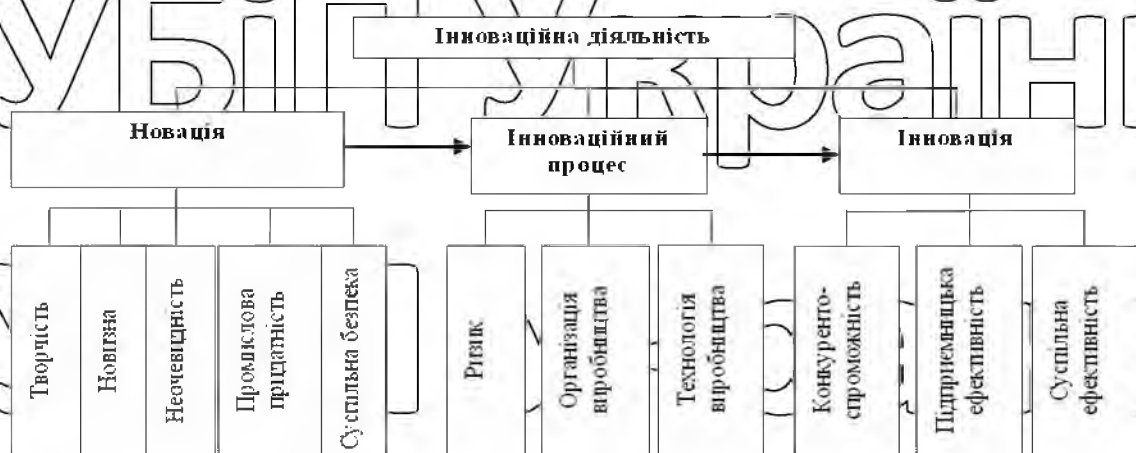 Інноваційна діяльність
Новація
Інноваційний
процес
Інновація
Творчість
Новизна
Неочевидність
Промислова
придатність
Суспільна безпека
Ризик
Організація
виробництва
Технологія
виробництва
Конкуренто-
спроможність
Підприємницька
ефективність
Суспільна
ефективність